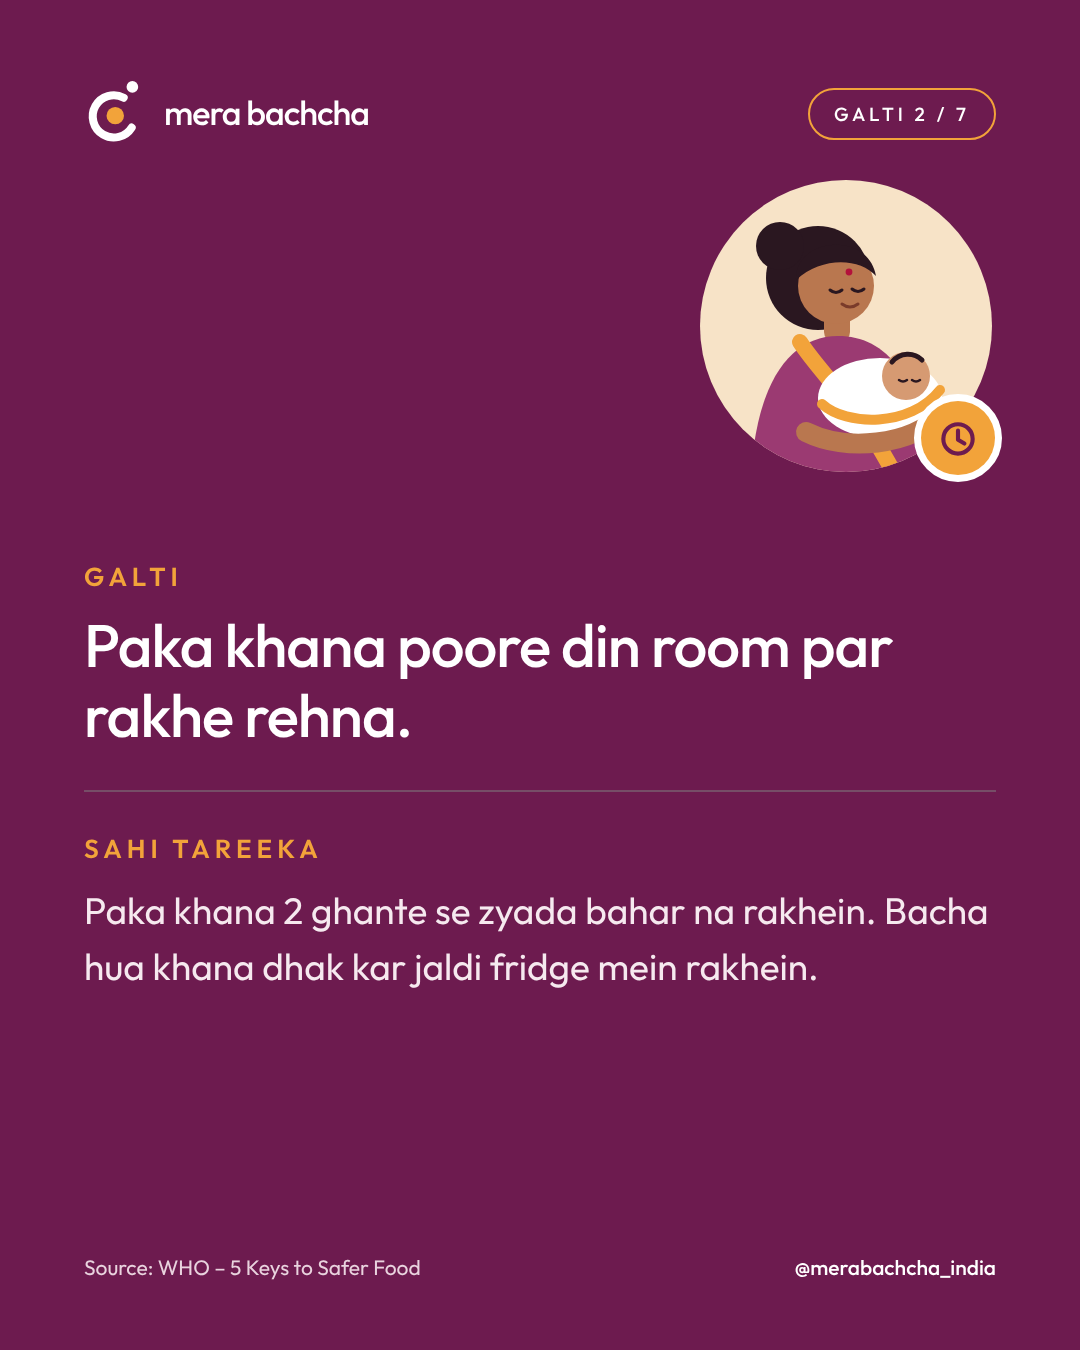 mera bachcha
GALTI 2 / 7
GALTI
Paka khana poore din room par
rakhe rehna.
SAHI TAREEKA
Paka khana 2 ghante se zyada bahar na rakhein. Bacha
hua khana dhak kar jaldi fridge mein rakhein.
Source: WHO – 5 Keys to Safer Food
@merabachcha_india